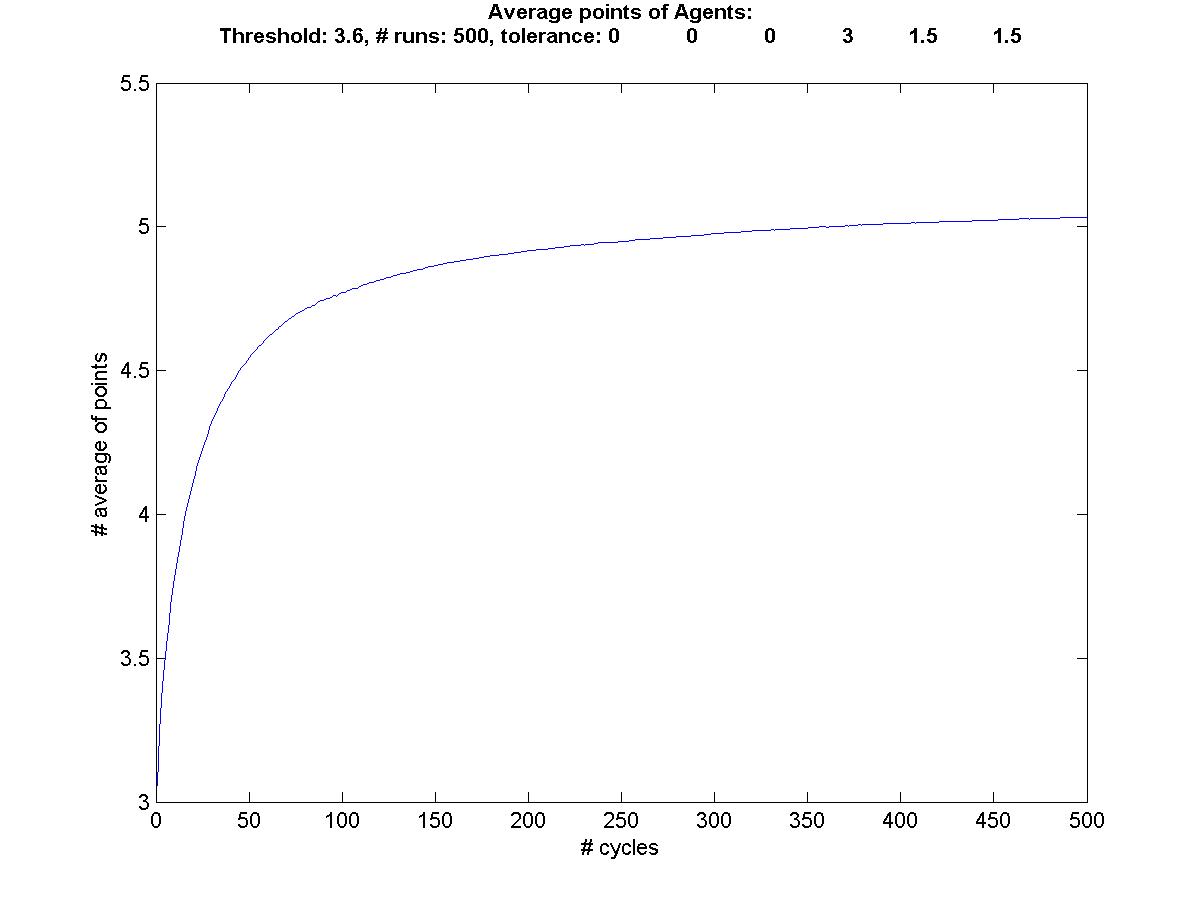 Average points of Agents:
Threshold: 3.6, # runs: 500, tolerance: 0 0 0 3 1.5 1.5
5.5
5
4.5
4
3.5
3
# average of points
0 50 100 150 200 250 300 350 400 450 500
# cycles